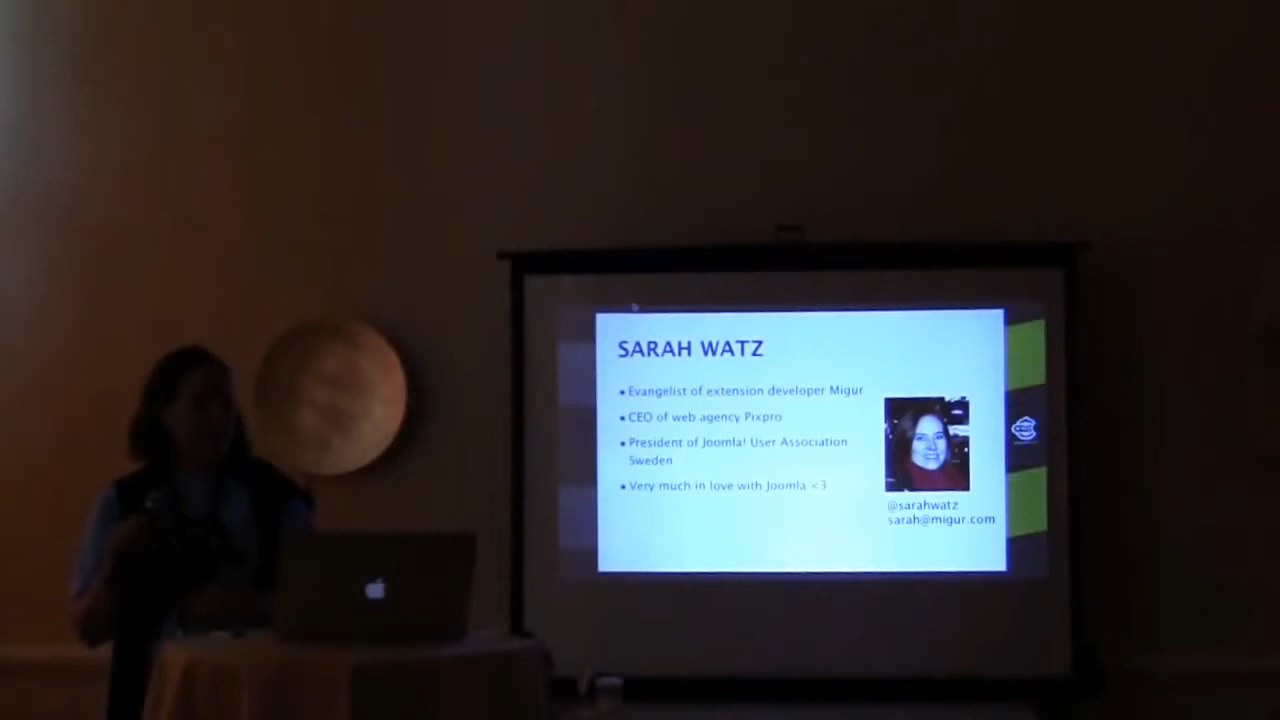 SARAH WATZ
• Evangelist of extension developer Migur
• CEO of web agency Pixpro
• President of Joomla! User Association
Sweden
• Very much in love with Joomla <3
@sarahwatz
sarah@migur.com